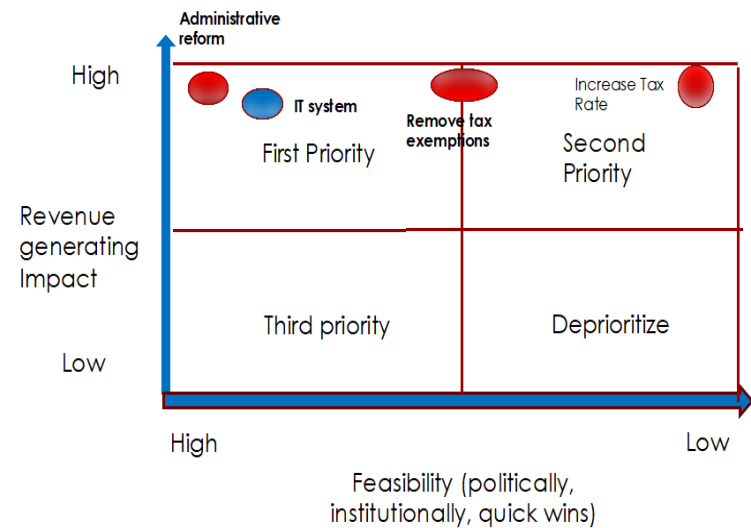 Administrative
reform
High
IT system
Increase Tax
Rate
Remove tax
exemptions
First Priority
Second
Priority
Revenue
generating
Impact
Third priority
Deprioritize
Low
High
Low
Feasibility (politically,
institutionally, quick wins)